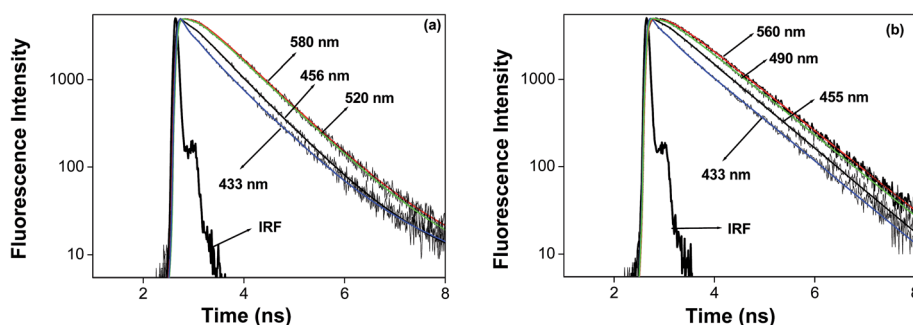 (a)
Fluorescence Intensity
1000
100
10
580 nm
456 nm
520 nm
433 nm
IRF
2
4
6
8
Time (ns)
(b)
Fluorescence Intensity
1000
100
10
560 nm
490 nm
455 nm
433 nm
IRF
2
4
6
8
Time (ns)